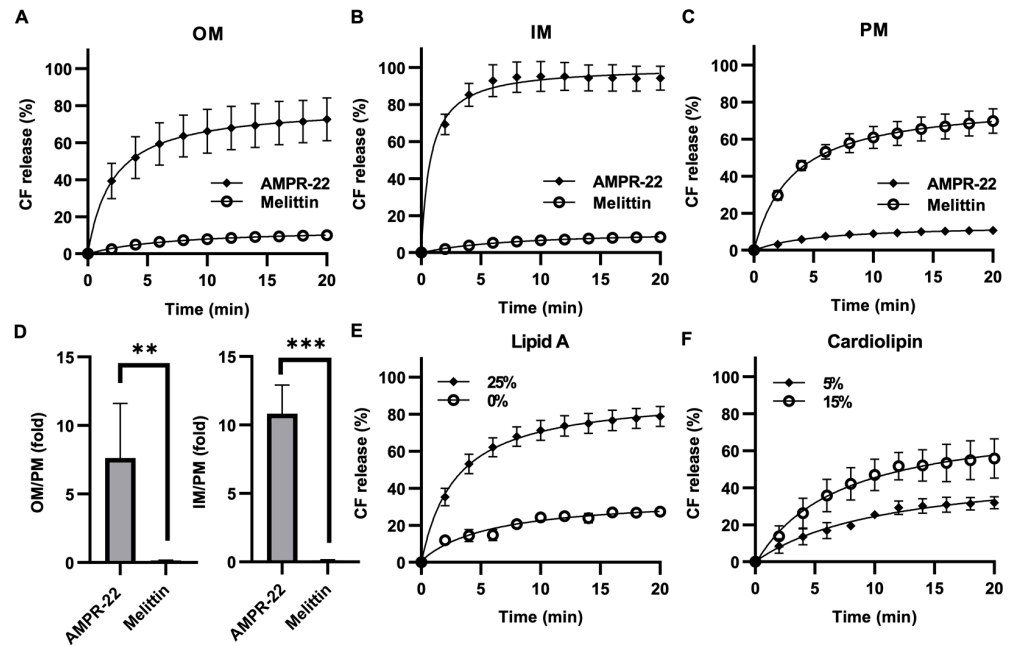 A
OM
CF release (%)
100
80
60
40
20
0
AMPR-22
Melittin
0 5 10 15 20
Time (min)
B
IM
CF release (%)
100
80
60
40
20
0
AMPR-22
Melittin
0 5 10 15 20
Time (min)
C
PM
CF release (%)
100
80
60
40
20
0
AMPR-22
Melittin
0 5 10 15 20
Time (min)
D
OM/PM (fold)
15
10
5
0
**
AMPR-22
Melittin
IM/PM (fold)
15
10
5
0
***
AMPR-22
Melittin
E
Lipid A
CF release (%)
100
80
60
40
20
0
25%
0%
0 5 10 15 20
Time (min)
F
Cardiolipin
CF release (%)
100
80
60
40
20
0
5%
15%
0 5 10 15 20
Time (min)